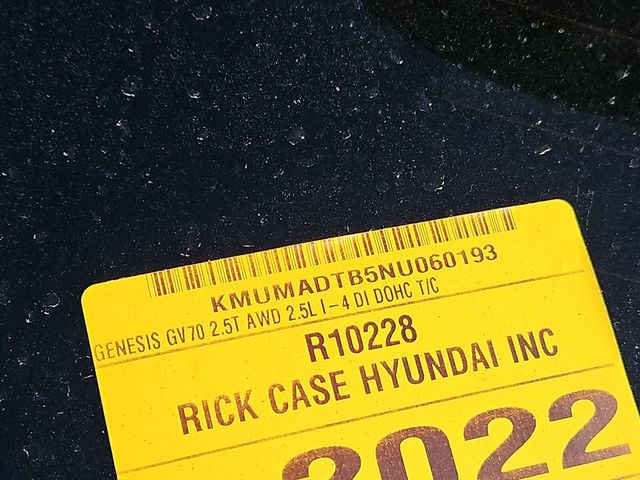 KMUMADTB5NU060193
GENESIS GV70 2.5T AWD 2.5L I-4 DI DOHC T/C
R10228
RICK CASE HYUNDAI INC
2022